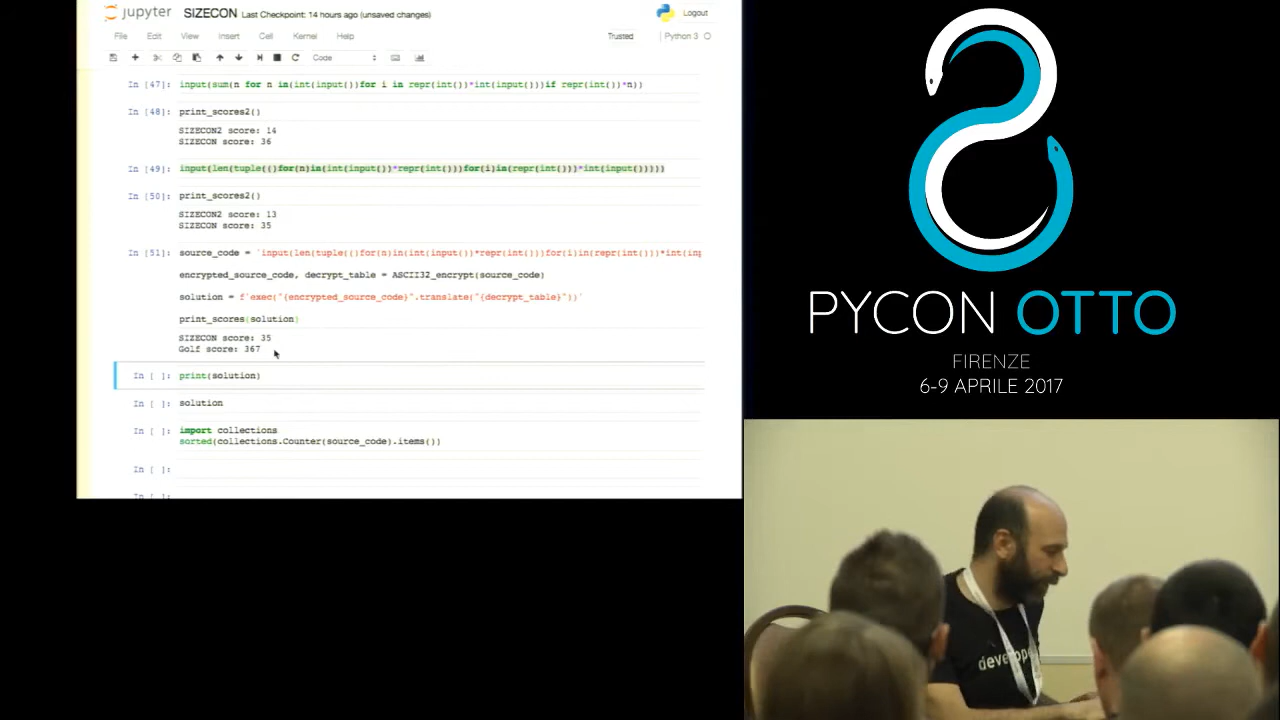 jupyter SIZECON Last Checkpoint: 14 hours ago (unsaved changes) Logout
File Edit View Insert Cell Kernel Help Trusted Python 3
Code
In [47]: input(sum(n for n in(int(input())for i in repr(int())*int(input()))if repr(int())*n))
In [48]: print_scores2()
SIZECON2 score: 14
SIZECON score: 36
In [49]: input(len(tuple(()for(n)in(int(input())*repr(int()))for(i)in(repr(int()))*int(input()))))
In [50]: print_scores2()
SIZECON2 score: 13
SIZECON score: 35
In [51]: source_code = 'input(len(tuple(()for(n)in(int(input())*repr(int()))for(i)in(repr(int()))*int(inp
encrypted_source_code, decrypt_table = ASCII32_encrypt(source_code)
solution = f'exec("{encrypted_source_code}".translate("{decrypt_table}"))'
print_scores(solution)
SIZECON score: 35
Golf score: 367
In [ ]: print(solution)
In [ ]: solution
In [ ]: import collections
sorted(collections.Counter(source_code).items())
In [ ]:
In [ ]:
PYCON OTTO
FIRENZE
6-9 APRILE 2017
develope